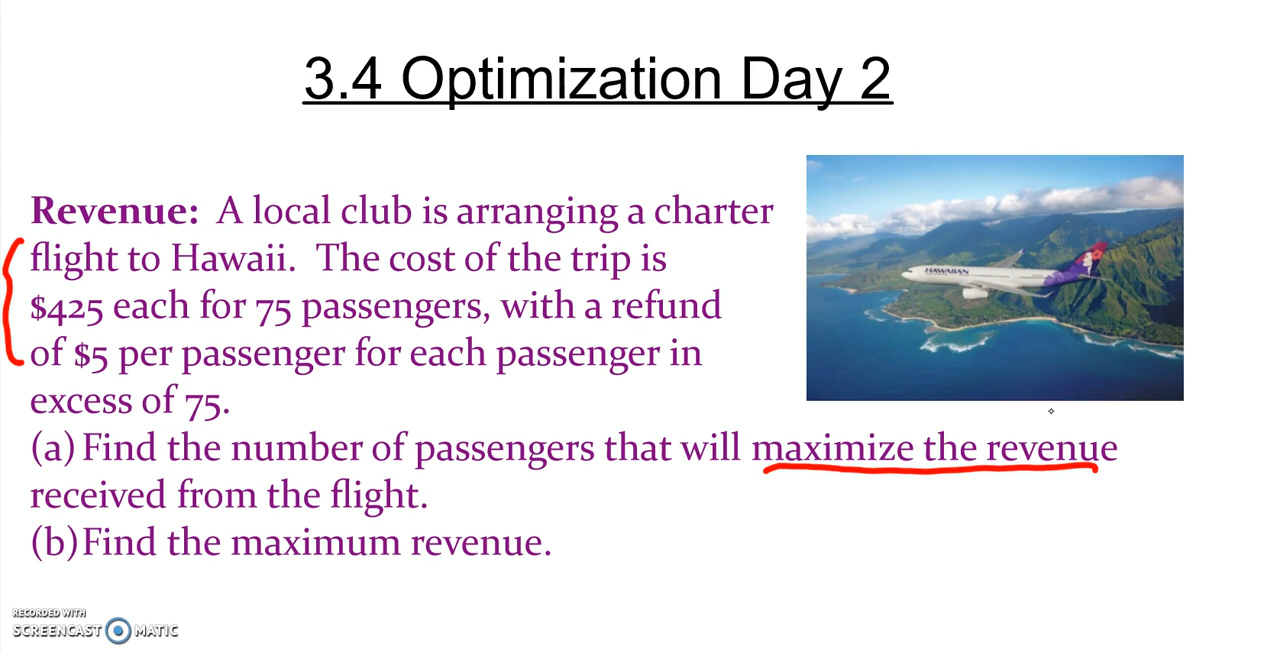 3.4 Optimization Day 2
Revenue: A local club is arranging a charter
flight to Hawaii. The cost of the trip is
$425 each for 75 passengers, with a refund
of $5 per passenger for each passenger in
excess of 75.
(a) Find the number of passengers that will maximize the revenue
received from the flight.
(b) Find the maximum revenue.
HAWAIIAN
RECORDED WITH
SCREENCAST MATIC